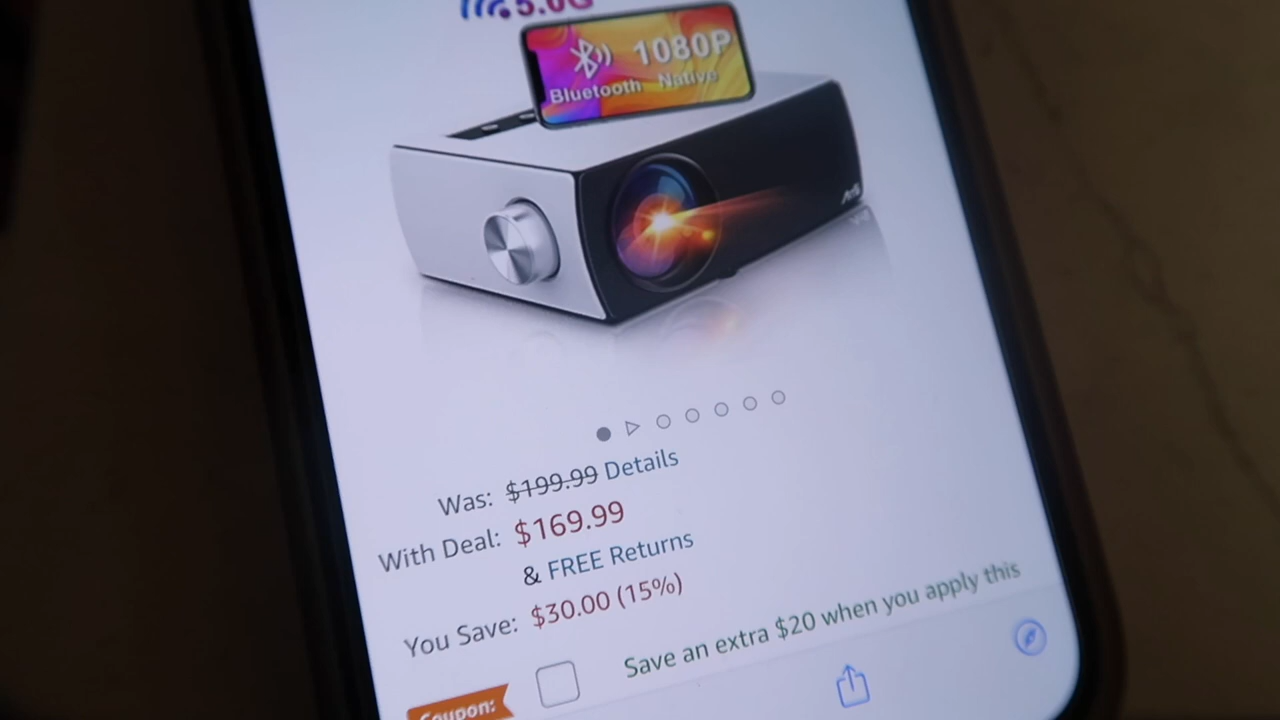 5.0G
1080P
Bluetooth Native
Was: $199.99 Details
With Deal: $169.99
& FREE Returns
You Save: $30.00 (15%)
Save an extra $20 when you apply this
Coupon: